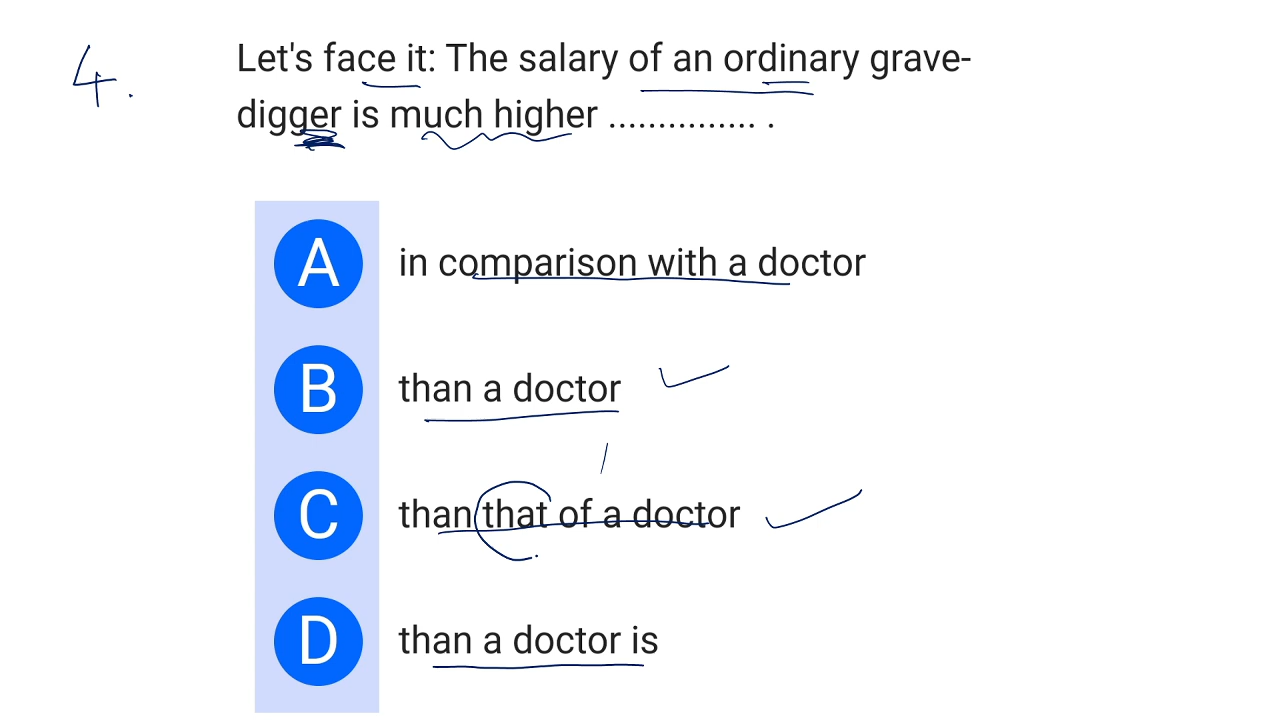 4.
Let's face it: The salary of an ordinary grave-
digger is much higher ............... .
A in comparison with a doctor
B than a doctor
C than that of a doctor
D than a doctor is